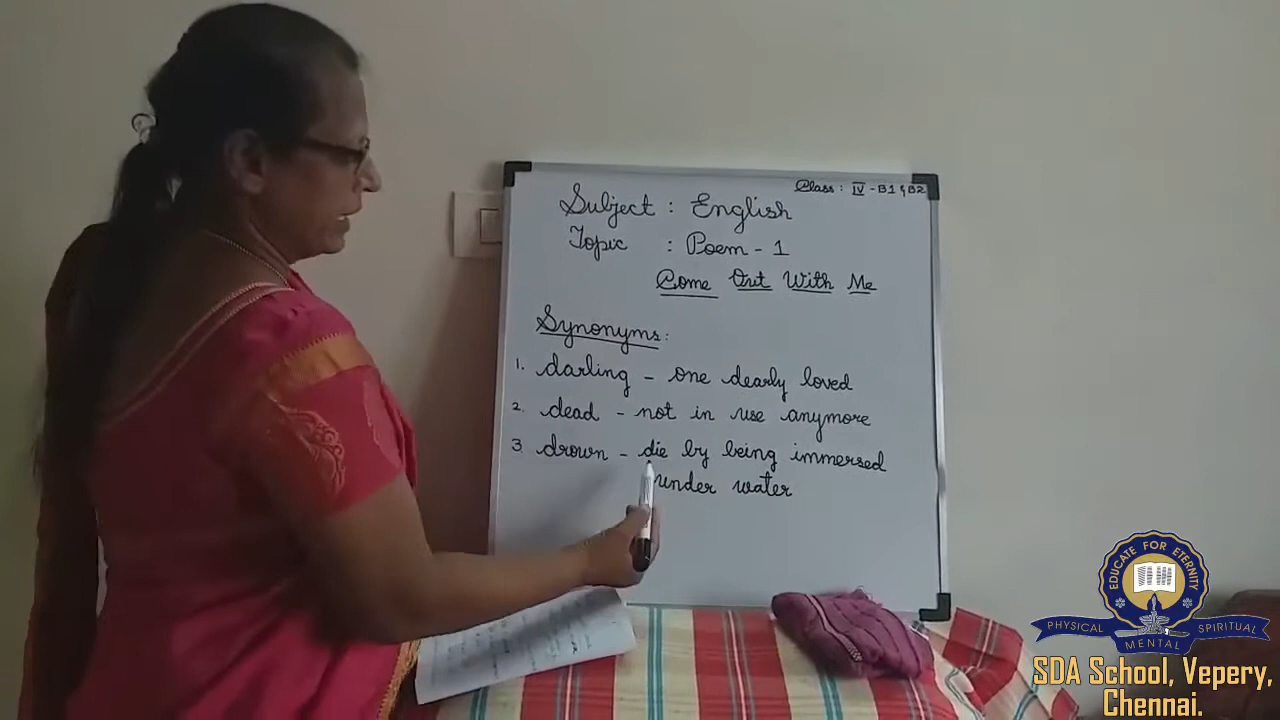 Class : IV - B1 & B2
Subject : English
Topic : Poem - 1
Come Out With Me
Synonyms:
1. darling - one dearly loved
2. dead - not in use anymore
3. drown - die by being immersed
under water
EDUCATE FOR ETERNITY
PHYSICAL MENTAL SPIRITUAL
SDA School, Vepery,
Chennai.